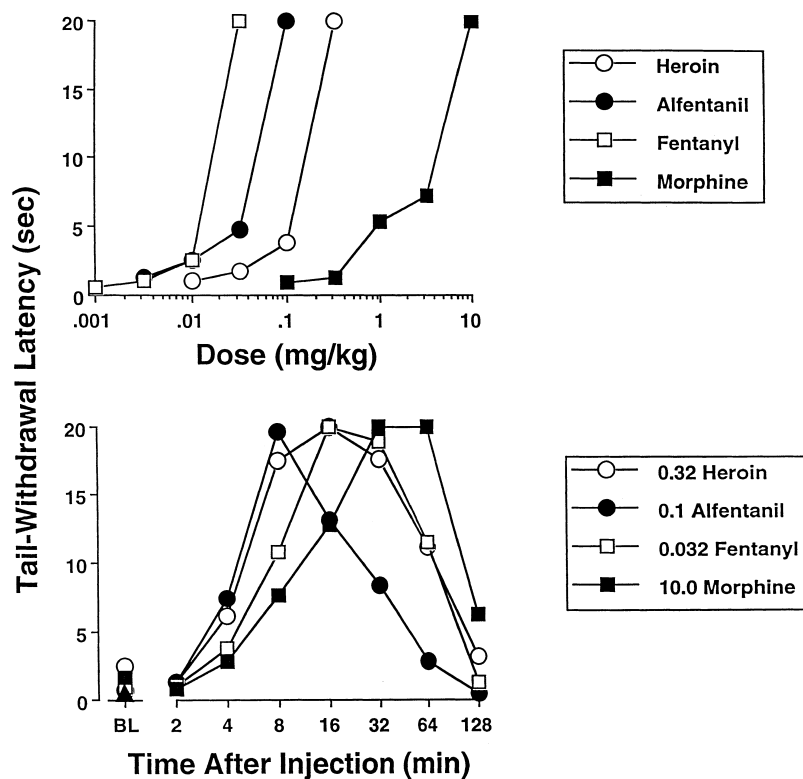 20
15
10
5
0
.001 .01 .1 1 10
Dose (mg/kg)
Heroin
Alfentanil
Fentanyl
Morphine
Tail-Withdrawal Latency (sec)
20
15
10
5
0
BL 2 4 8 16 32 64 128
Time After Injection (min)
0.32 Heroin
0.1 Alfentanil
0.032 Fentanyl
10.0 Morphine